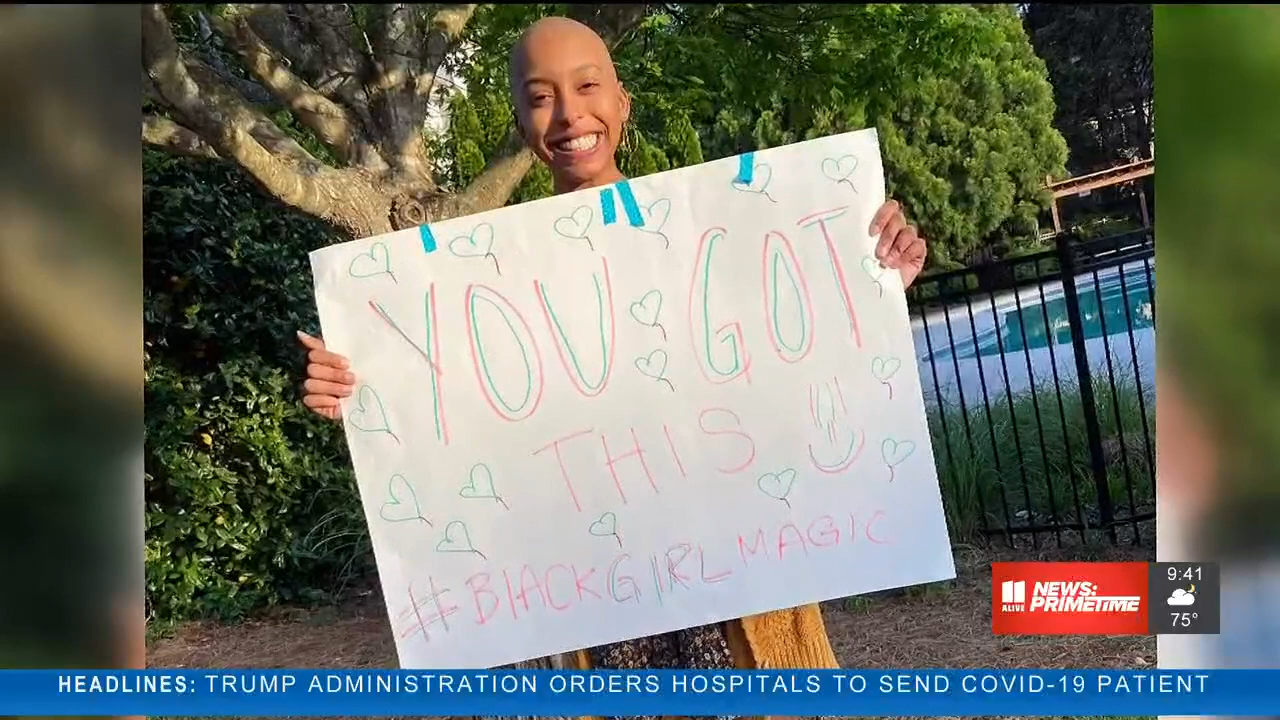 YOU GOT
THIS
#BLACKGIRLMAGIC
11
ALIVE
NEWS:
PRIMETIME
9:41
75°
HEADLINES: TRUMP ADMINISTRATION ORDERS HOSPITALS TO SEND COVID-19 PATIENT